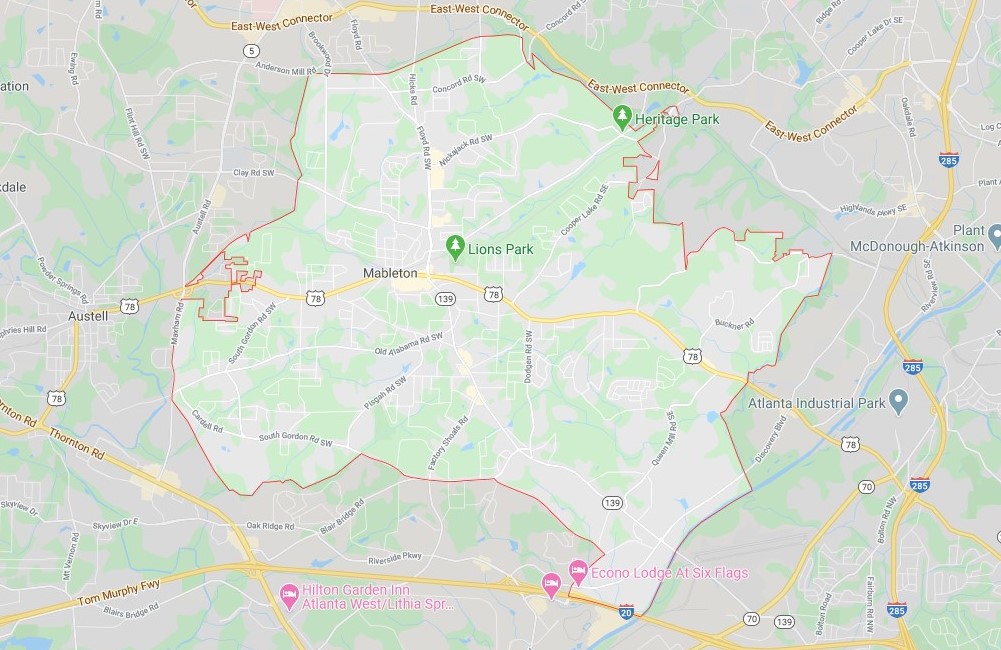 East-West Connector
East-West Connector
Concord Rd
Ridge Rd
Floyd Rd
Brookwood Dr
5
Anderson Mill Rd
Cooper Lake Dr SE
Ewing Rd
ation
Hicks Rd
Concord Rd SW
East-West Connector
Oakdale Rd
Flint Hill Rd SW
Heritage Park
East-West Connector
Log C
Floyd Rd SW
Nickajack Rd SW
285
Clay Rd SW
Plant A
kdale
Cooper Lake Rd SE
Highlands Pkwy SE
Austell Rd
Plant
McDonough-Atkinson
Lions Park
Powder Springs Rd
Mableton
78
78
139
78
Riverview Rd SE
Austell
Maxham Rd
South Gordon Rd SW
Buckner Rd
phries Hill Rd
Old Alabama Rd SW
Dodgen Rd SW
78
285
78
Pisgah Rd SW
Atlanta Industrial Park
Thornton Rd
Cardell Rd
Factory Shoals Rd
Queen Mill Rd SE
Discovery Blvd
South Gordon Rd SW
78
Thornton Rd
70
285
139
Skyview Dr
Skyview Dr E
Blair Bridge Rd
Bolton Rd NW
Oak Ridge Rd
Mt Vernon Rd
Riverside Pkwy
Econo Lodge At Six Flags
Tom Murphy Fwy
Hilton Garden Inn
Atlanta West/Lithia Spr...
Blairs Bridge Rd
20
Bolton Road
Fairburn Rd NW
285
70
139